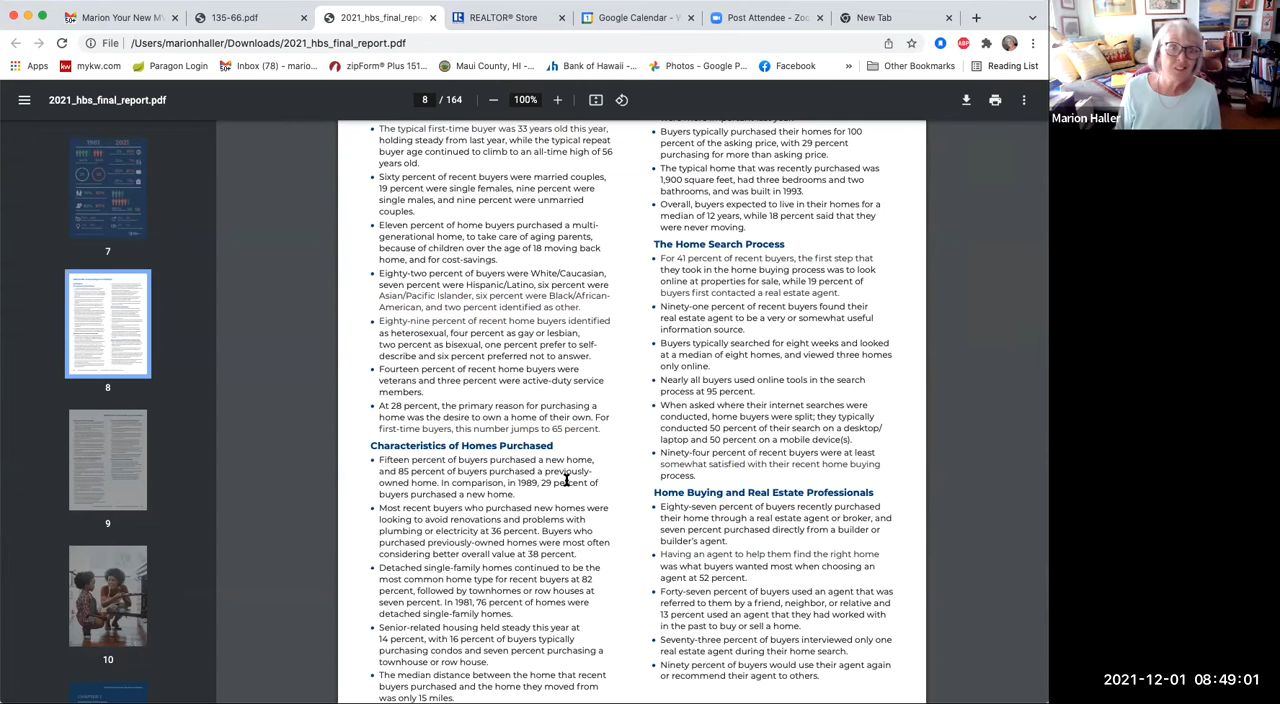 Marion Your New M
135-66.pdf
2021_hbs_final_repo
REALTOR® Store
Google Calendar - W
Post Attendee - Zoo
New Tab
File
/Users/marionhaller/Downloads/2021_hbs_final_report.pdf
Apps
mykw.com
Paragon Login
Inbox (78) - mario...
zipForm® Plus 151...
Maui County, HI -...
Bank of Hawaii -...
Photos - Google P...
Facebook
»
Other Bookmarks
Reading List
2021_hbs_final_report.pdf
8 / 164
100%
7
8
9
10
• The typical first-time buyer was 33 years old this year,
holding steady from last year, while the typical repeat
buyer age continued to climb to an all-time high of 56
years old.
• Sixty percent of recent buyers were married couples,
19 percent were single females, nine percent were
single males, and nine percent were unmarried
couples.
• Eleven percent of home buyers purchased a multi-
generational home, to take care of aging parents,
because of children over the age of 18 moving back
home, and for cost-savings.
• Eighty-two percent of buyers were White/Caucasian,
seven percent were Hispanic/Latino, six percent were
Asian/Pacific Islander, six percent were Black/African-
American, and two percent identified as other.
• Eighty-nine percent of recent home buyers identified
as heterosexual, four percent as gay or lesbian,
two percent as bisexual, one percent prefer to self-
describe and six percent preferred not to answer.
• Fourteen percent of recent home buyers were
veterans and three percent were active-duty service
members.
• At 28 percent, the primary reason for purchasing a
home was the desire to own a home of their own. For
first-time buyers, this number jumps to 65 percent.
Characteristics of Homes Purchased
• Fifteen percent of buyers purchased a new home,
and 85 percent of buyers purchased a previously-
owned home. In comparison, in 1989, 29 percent of
buyers purchased a new home.
• Most recent buyers who purchased new homes were
looking to avoid renovations and problems with
plumbing or electricity at 36 percent. Buyers who
purchased previously-owned homes were most often
considering better overall value at 38 percent.
• Detached single-family homes continued to be the
most common home type for recent buyers at 82
percent, followed by townhomes or row houses at
seven percent. In 1981, 76 percent of homes were
detached single-family homes.
• Senior-related housing held steady this year at
14 percent, with 16 percent of buyers typically
purchasing condos and seven percent purchasing a
townhouse or row house.
• The median distance between the home that recent
buyers purchased and the home they moved from
was only 15 miles.
• Buyers typically purchased their homes for 100
percent of the asking price, with 29 percent
purchasing for more than asking price.
• The typical home that was recently purchased was
1,900 square feet, had three bedrooms and two
bathrooms, and was built in 1993.
• Overall, buyers expected to live in their homes for a
median of 12 years, while 18 percent said that they
were never moving.
The Home Search Process
• For 41 percent of recent buyers, the first step that
they took in the home buying process was to look
online at properties for sale, while 19 percent of
buyers first contacted a real estate agent.
• Ninety-one percent of recent buyers found their
real estate agent to be a very or somewhat useful
information source.
• Buyers typically searched for eight weeks and looked
at a median of eight homes, and viewed three homes
only online.
• Nearly all buyers used online tools in the search
process at 95 percent.
• When asked where their internet searches were
conducted, home buyers were split; they typically
conducted 50 percent of their search on a desktop/
laptop and 50 percent on a mobile device(s).
• Ninety-four percent of recent buyers were at least
somewhat satisfied with their recent home buying
process.
Home Buying and Real Estate Professionals
• Eighty-seven percent of buyers recently purchased
their home through a real estate agent or broker, and
seven percent purchased directly from a builder or
builder's agent.
• Having an agent to help them find the right home
was what buyers wanted most when choosing an
agent at 52 percent.
• Forty-seven percent of buyers used an agent that was
referred to them by a friend, neighbor, or relative and
13 percent used an agent that they had worked with
in the past to buy or sell a home.
• Seventy-three percent of buyers interviewed only one
real estate agent during their home search.
• Ninety percent of buyers would use their agent again
or recommend their agent to others.
Marion Haller
2021-12-01 08:49:01